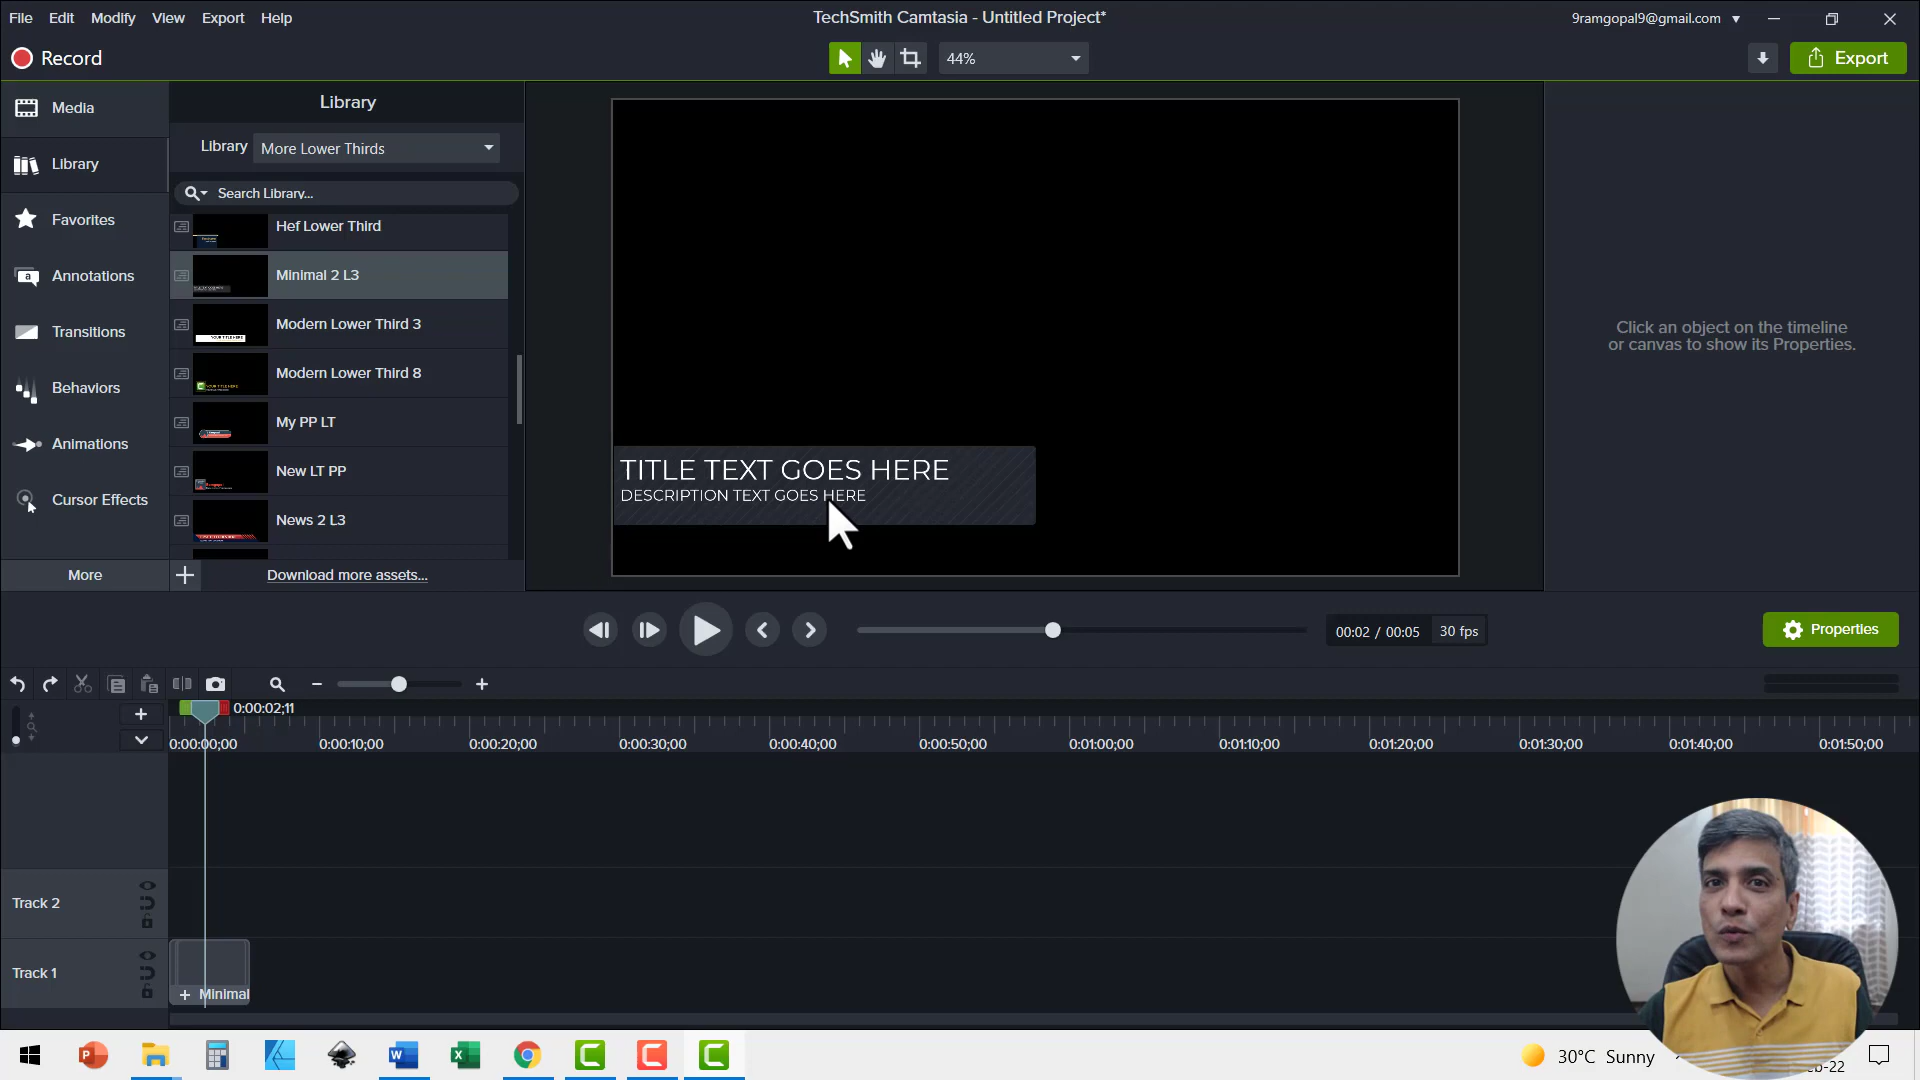 File Edit Modify View Export Help
TechSmith Camtasia - Untitled Project*
9ramgopal9@gmail.com
Record
44%
Export
Media
Library
Favorites
Annotations
Transitions
Behaviors
Animations
Cursor Effects
More
Library
Library More Lower Thirds
Search Library...
Hef Lower Third
Minimal 2 L3
Modern Lower Third 3
Modern Lower Third 8
My PP LT
New LT PP
News 2 L3
Download more assets...
TITLE TEXT GOES HERE
DESCRIPTION TEXT GOES HERE
Click an object on the timeline
or canvas to show its Properties.
00:02 / 00:05 30 fps
Properties
0:00:02;11
0:00:00;00 0:00:10;00 0:00:20;00 0:00:30;00 0:00:40;00 0:00:50;00 0:01:00;00 0:01:10;00 0:01:20;00 0:01:30;00 0:01:40;00 0:01:50;00
Track 2
Track 1
+ Minimal
30°C Sunny